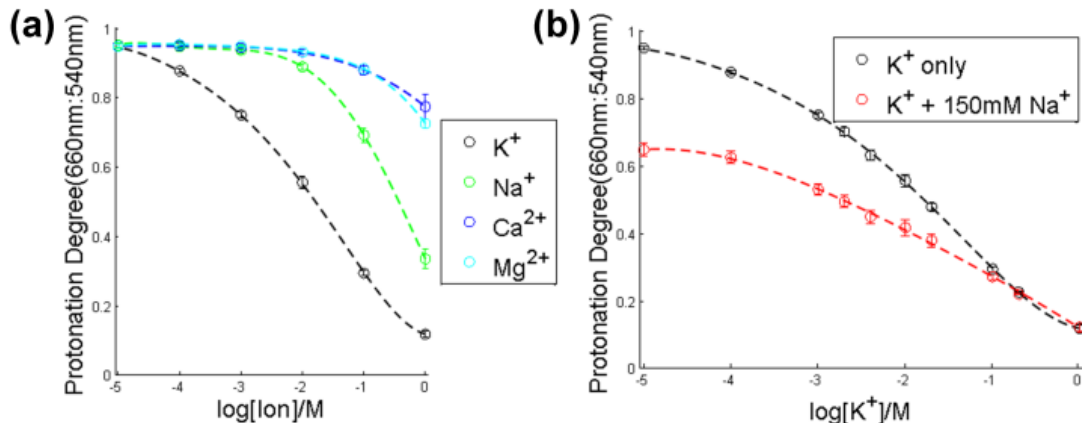 (a)
Protonation Degree(660nm:540nm)
1
0.8
0.6
0.4
0.2
0
-5 -4 -3 -2 -1 0
log[Ion]/M
K⁺
Na⁺
Ca²⁺
Mg²⁺
(b)
Protonation Degree(660nm:540nm)
1
0.8
0.6
0.4
0.2
0
-5 -4 -3 -2 -1 0
log[K⁺]/M
K⁺ only
K⁺ + 150mM Na⁺